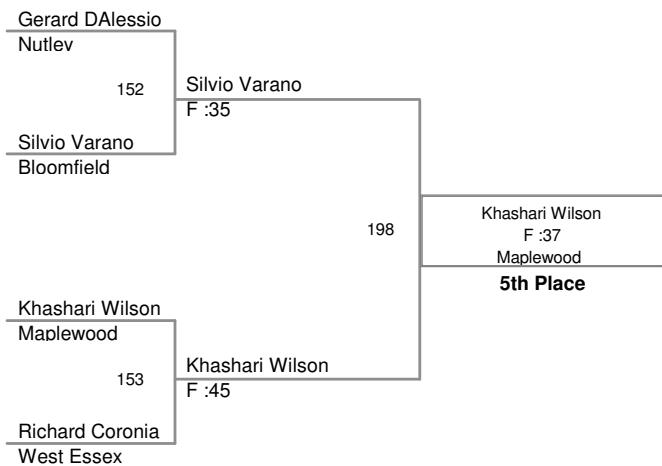 Gerard DAlessio
Nutley
152
Silvio Varano
F :35
Silvio Varano
Bloomfield
198
Khashari Wilson
F :37
Maplewood
5th Place
Khashari Wilson
Maplewood
153
Khashari Wilson
F :45
Richard Coronia
West Essex